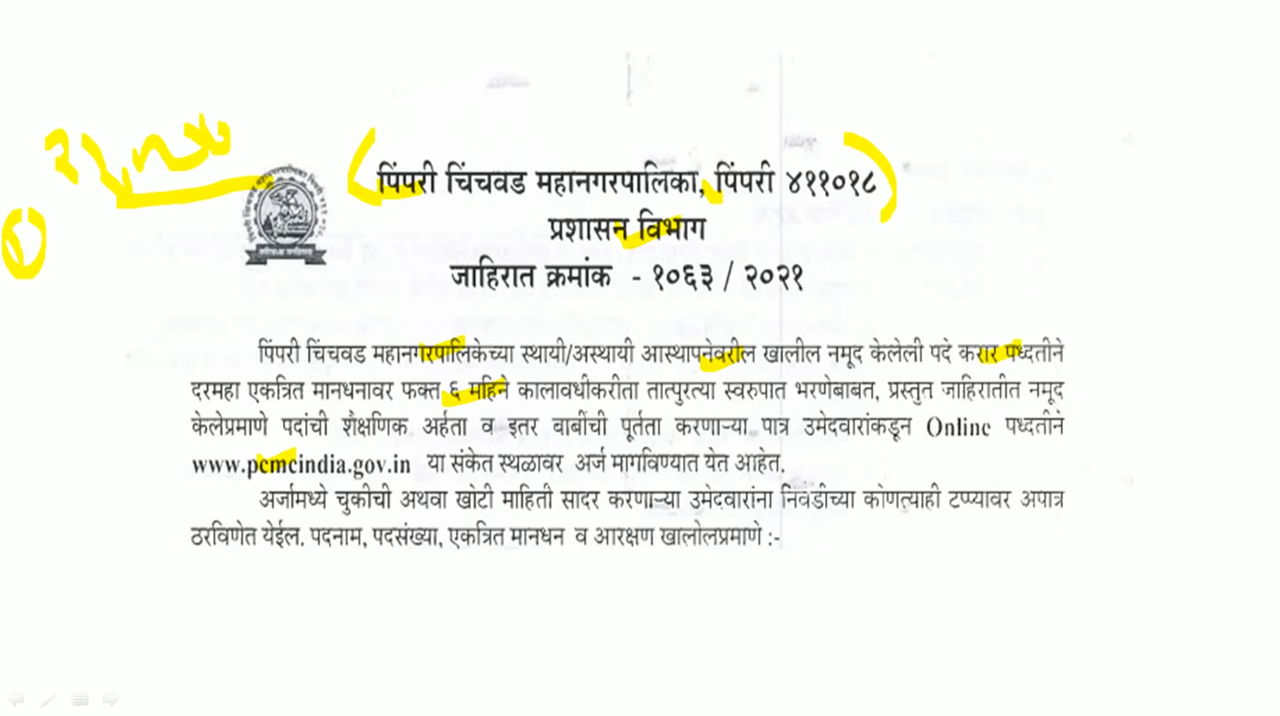 पिंपरी चिंचवड महानगरपालिका, पिंपरी ४११०१८
प्रशासन विभाग
जाहिरात क्रमांक - १०६३ / २०२१
पिंपरी चिंचवड महानगरपालिकेच्या स्थायी/अस्थायी आस्थापनेवरील खालील नमूद केलेली पदे करार पध्दतीने
दरमहा एकत्रित मानधनावर फक्त ६ महिने कालावधीकरीता तात्पुरत्या स्वरुपात भरणेबाबत, प्रस्तुत जाहिरातीत नमूद
केलेप्रमाणे पदांची शैक्षणिक अर्हता व इतर बाबींची पूर्तता करणाऱ्या पात्र उमेदवारांकडून Online पध्दतीने
www.pcmcindia.gov.in या संकेत स्थळावर अर्ज मागविण्यात येत आहेत.
अर्जामध्ये चुकीची अथवा खोटी माहिती सादर करणाऱ्या उमेदवारांना निवडीच्या कोणत्याही टप्प्यावर अपात्र
ठरविणेत येईल. पदनाम, पदसंख्या, एकत्रित मानधन व आरक्षण खालोलप्रमाणे :-